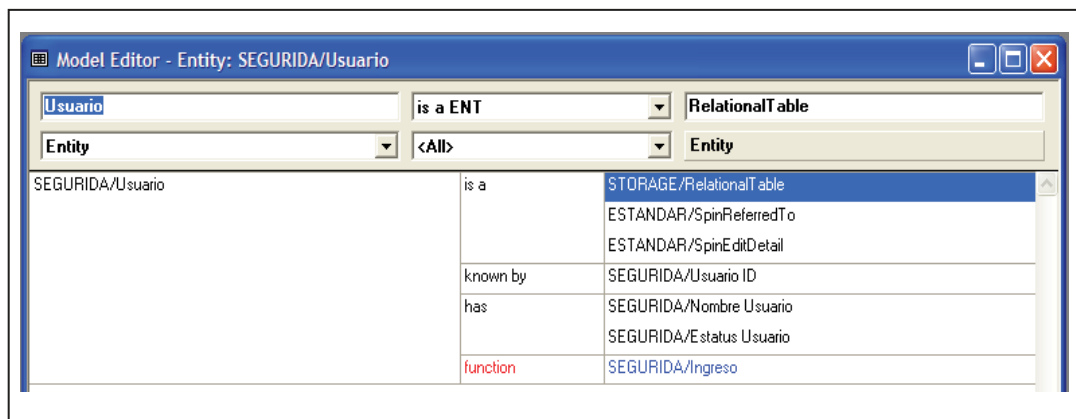 Model Editor - Entity: SEGURIDA/Usuario
Usuario is a ENT RelationalTable
Entity <All> Entity
SEGURIDA/Usuario is a STORAGE/RelationalTable
ESTANDAR/SpinReferredTo
ESTANDAR/SpinEditDetail
known by SEGURIDA/Usuario ID
has SEGURIDA/Nombre Usuario
SEGURIDA/Estatus Usuario
function SEGURIDA/Ingreso